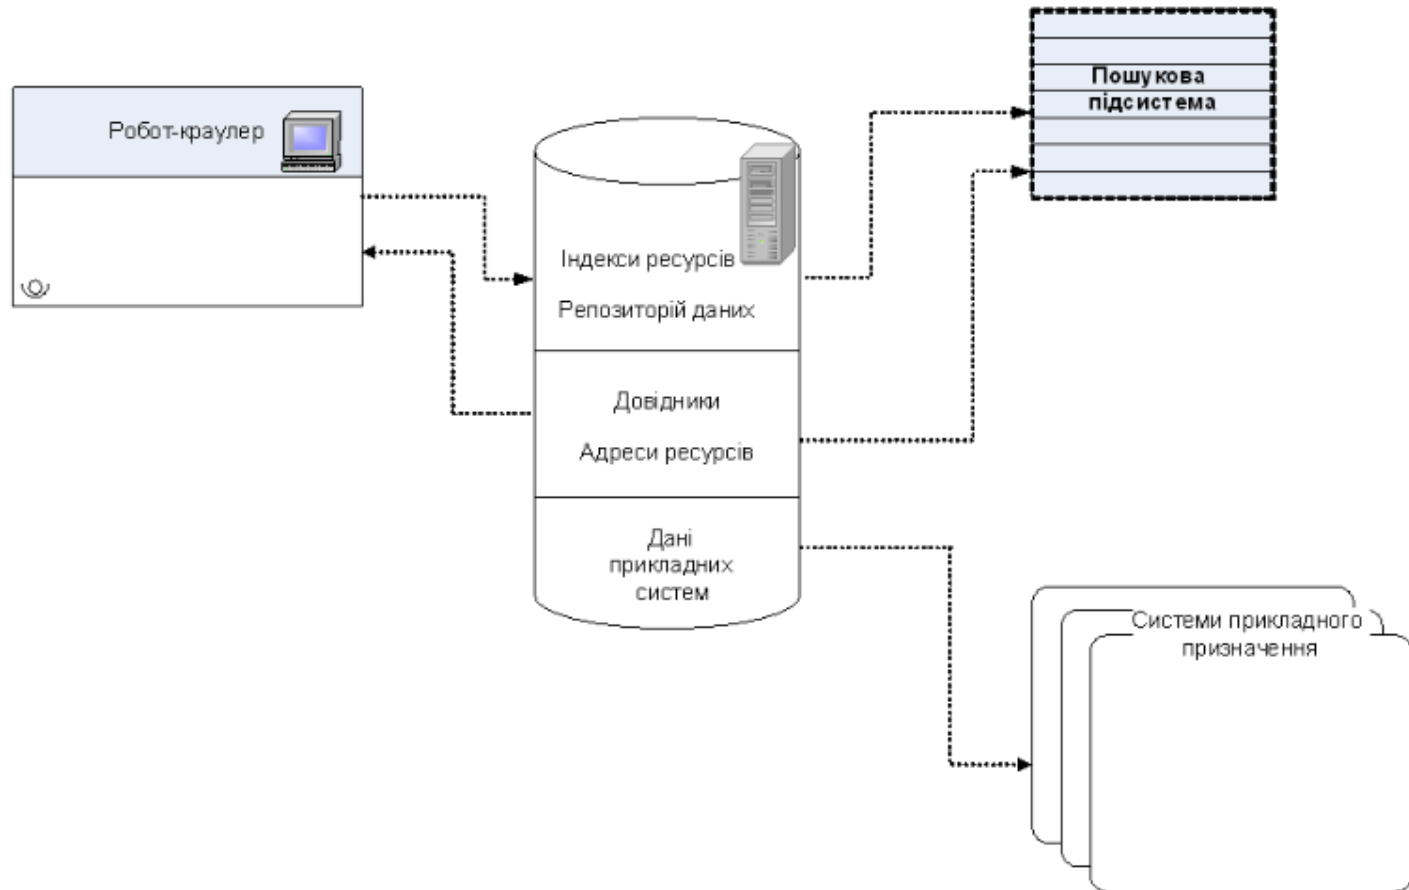 Робот-краулер
Індекси ресурсів
Репозиторій даних
Довідники
Адреси ресурсів
Дані
прикладних
систем
Пошукова
підсистема
Системи прикладного
призначення